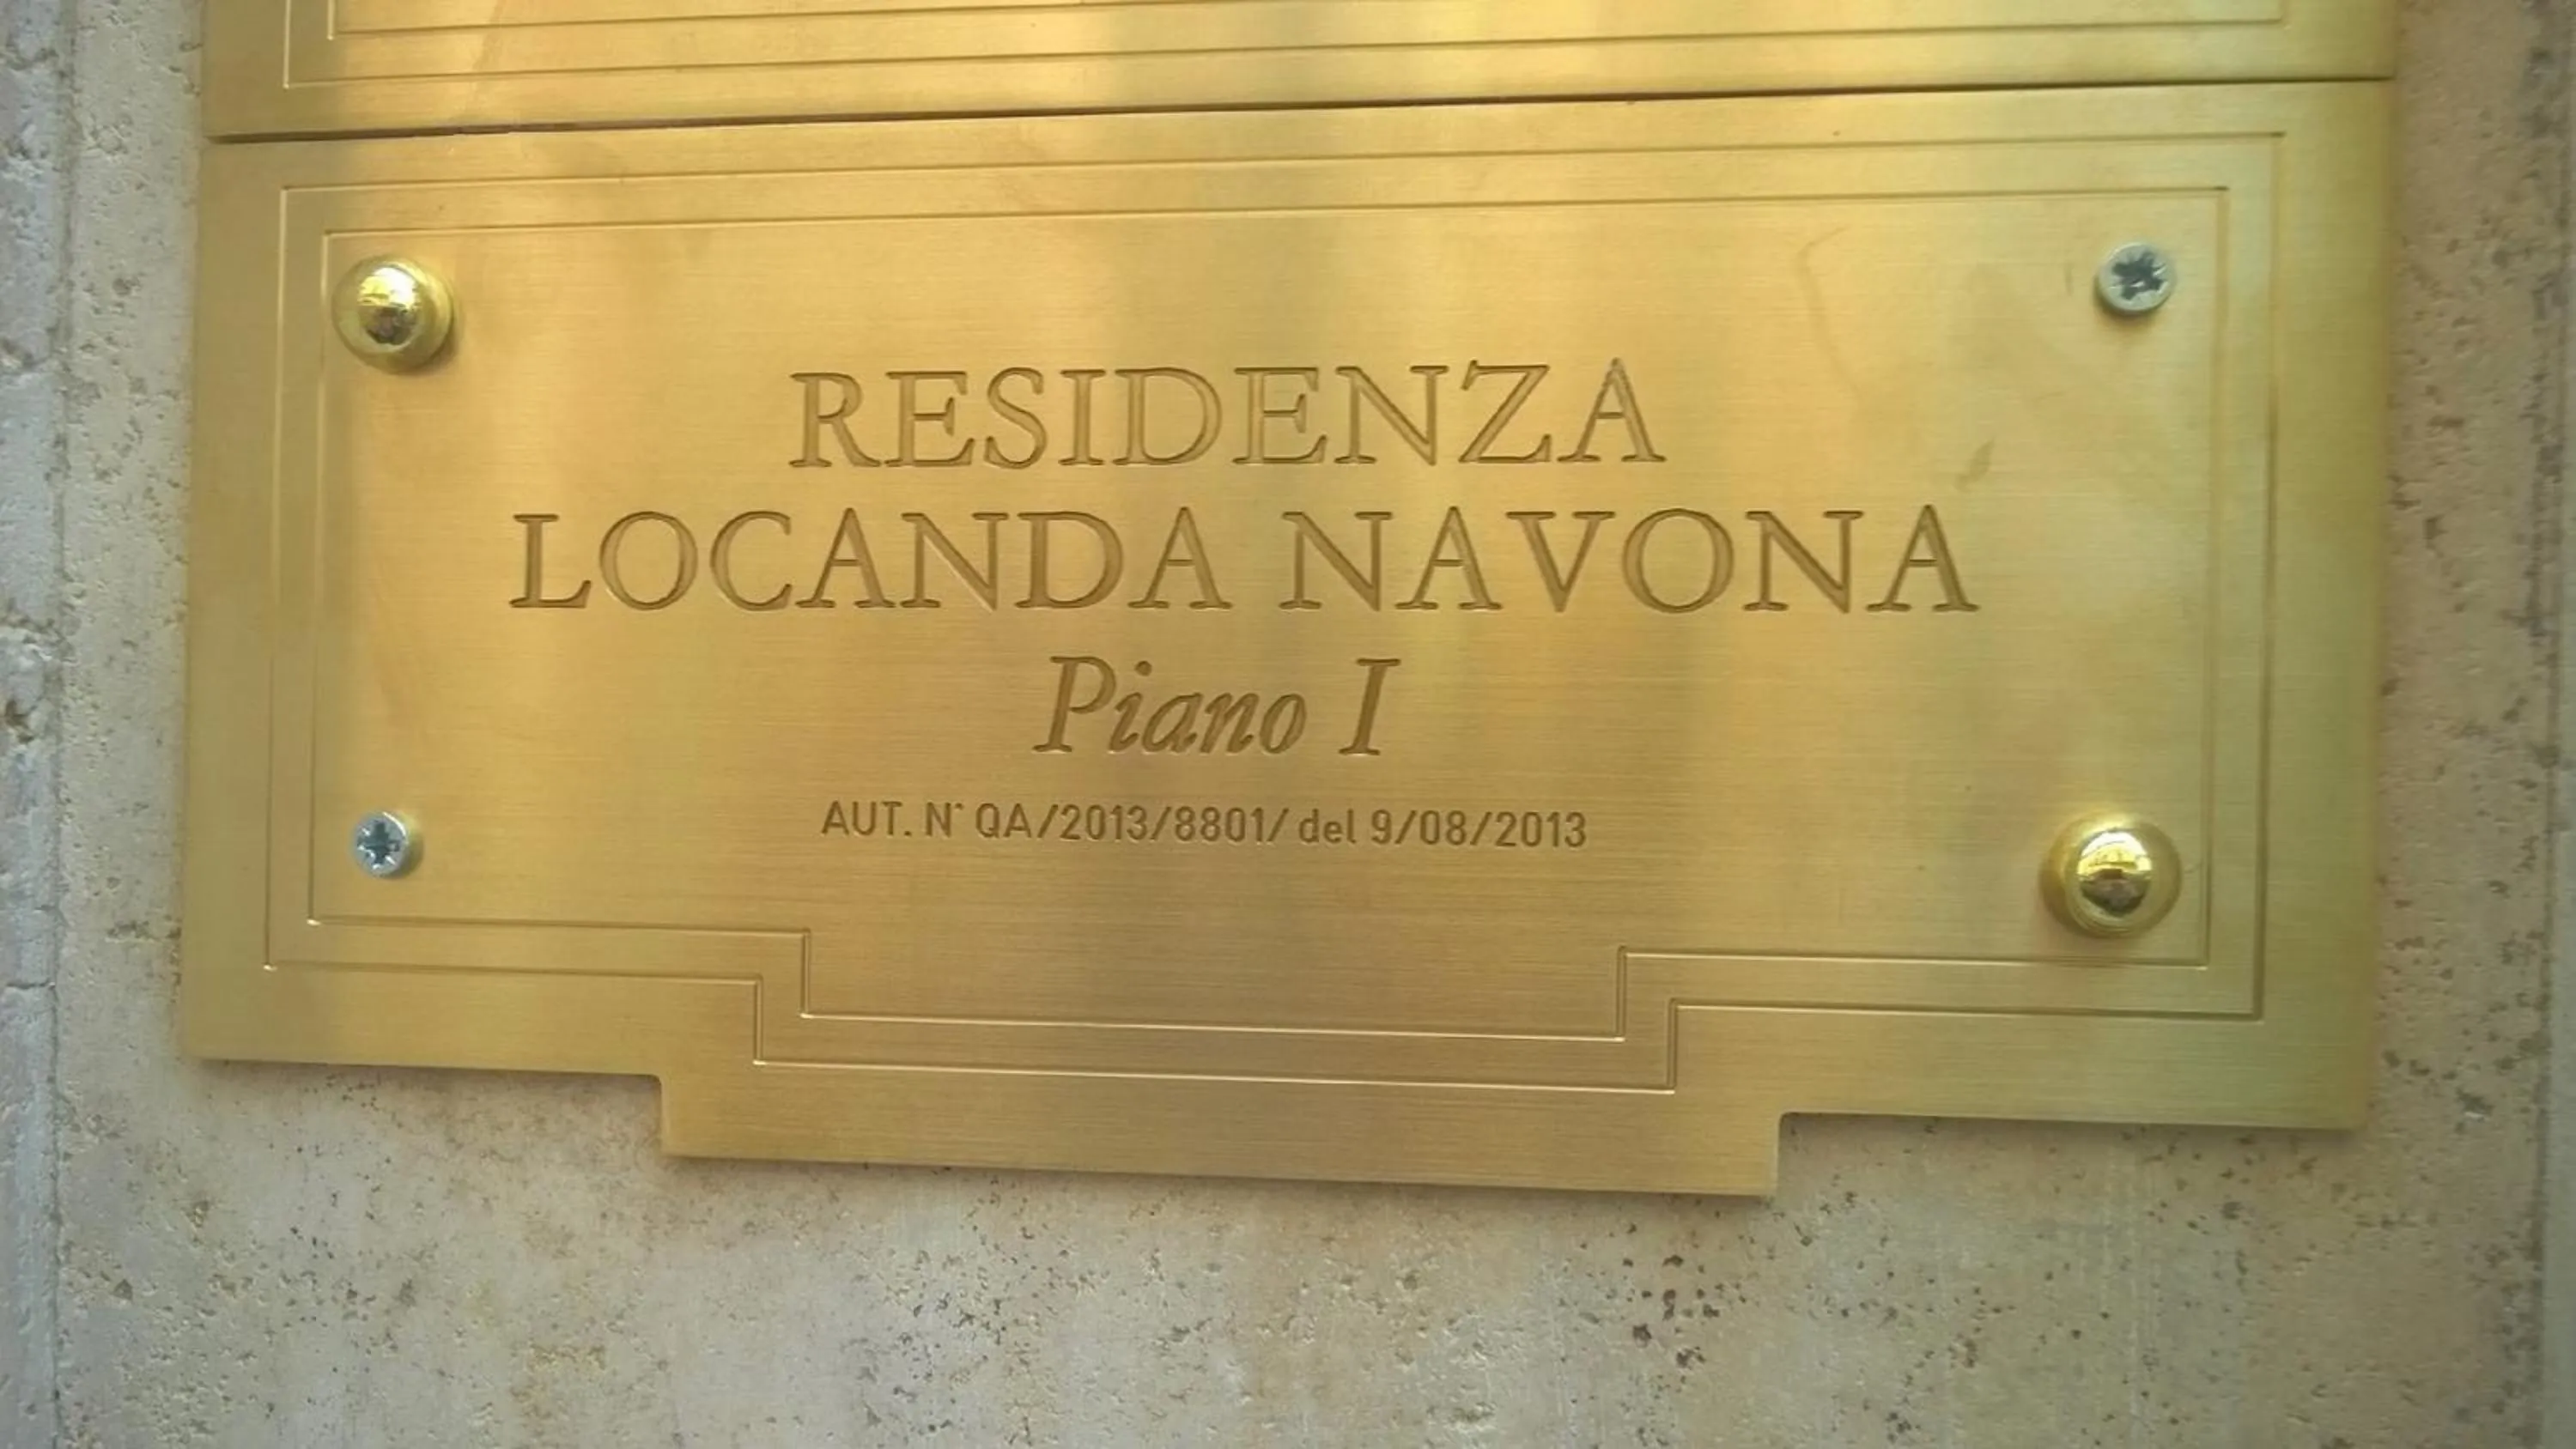 RESIDENZA
LOCANDA NAVONA
Piano I
AUT. N° QA/2013/8801/ del 9/08/2013